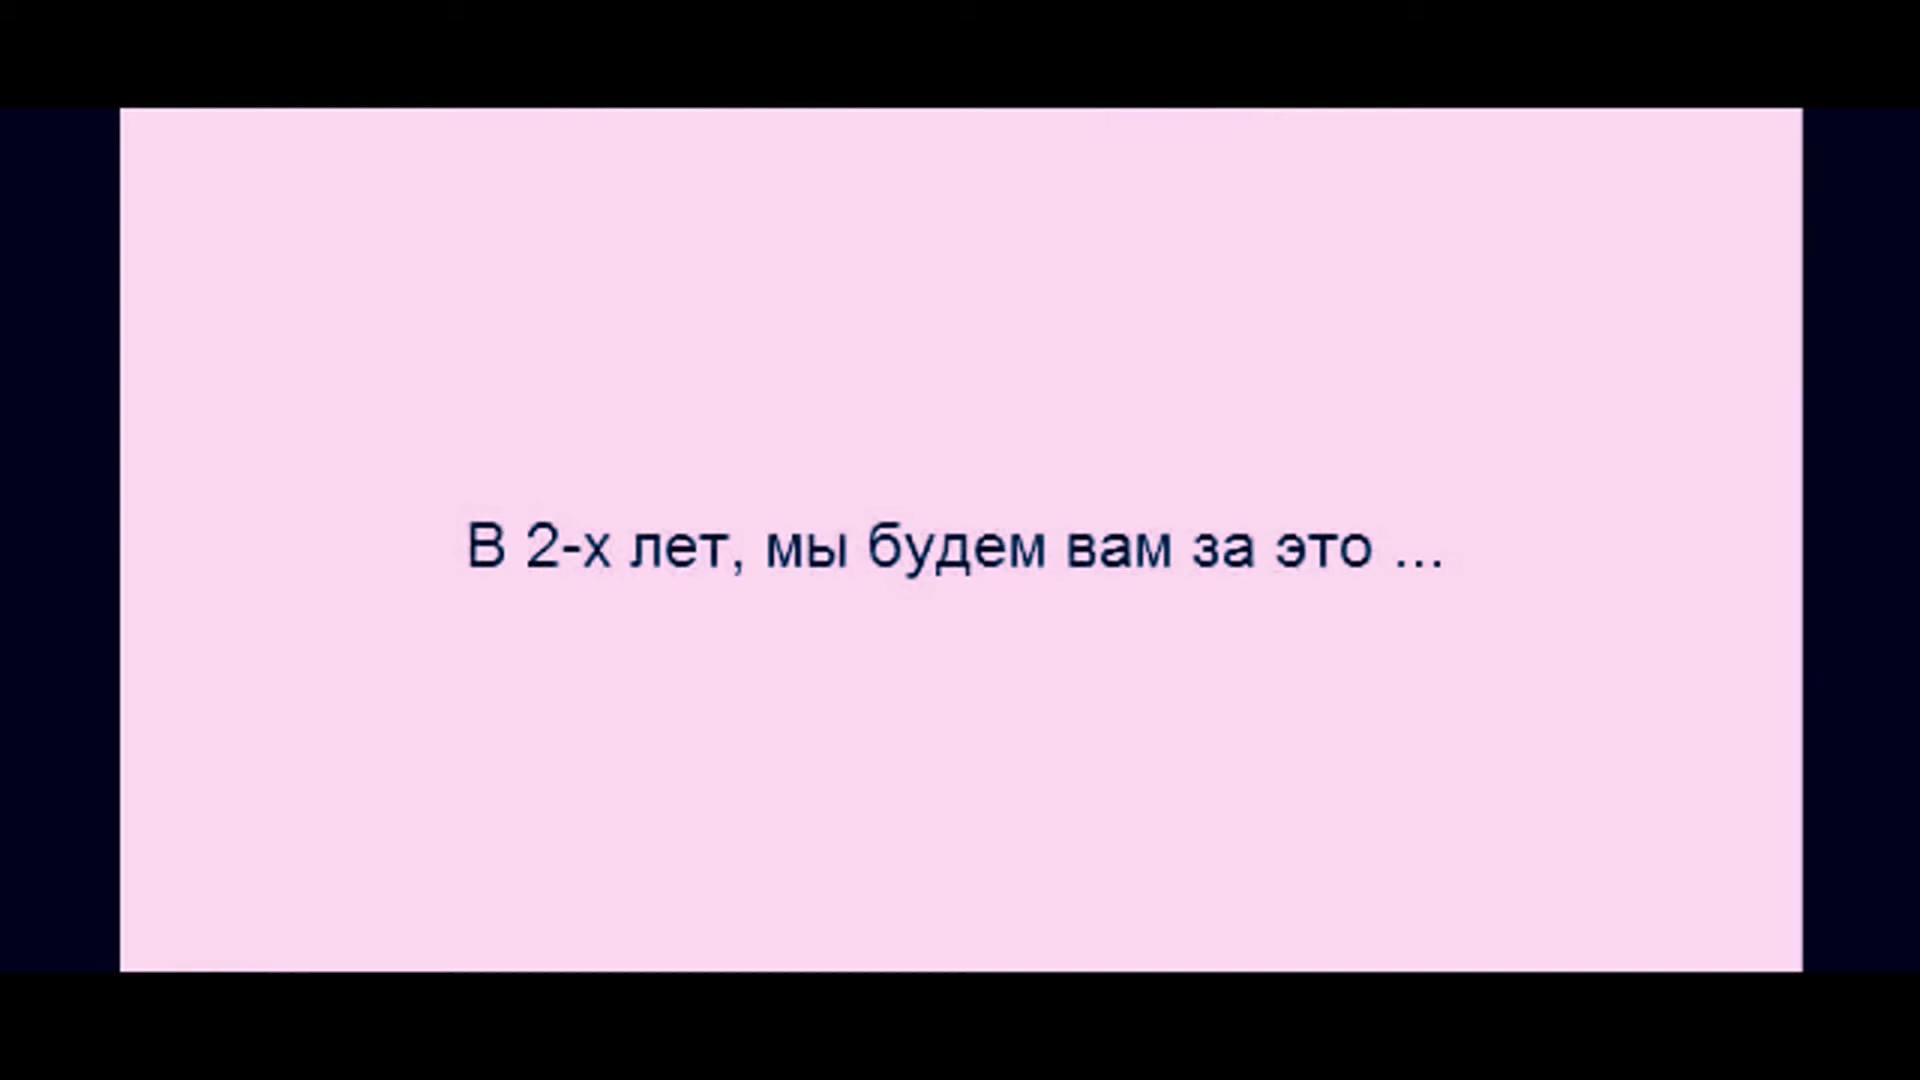 В 2-х лет, мы будем вам за это ...